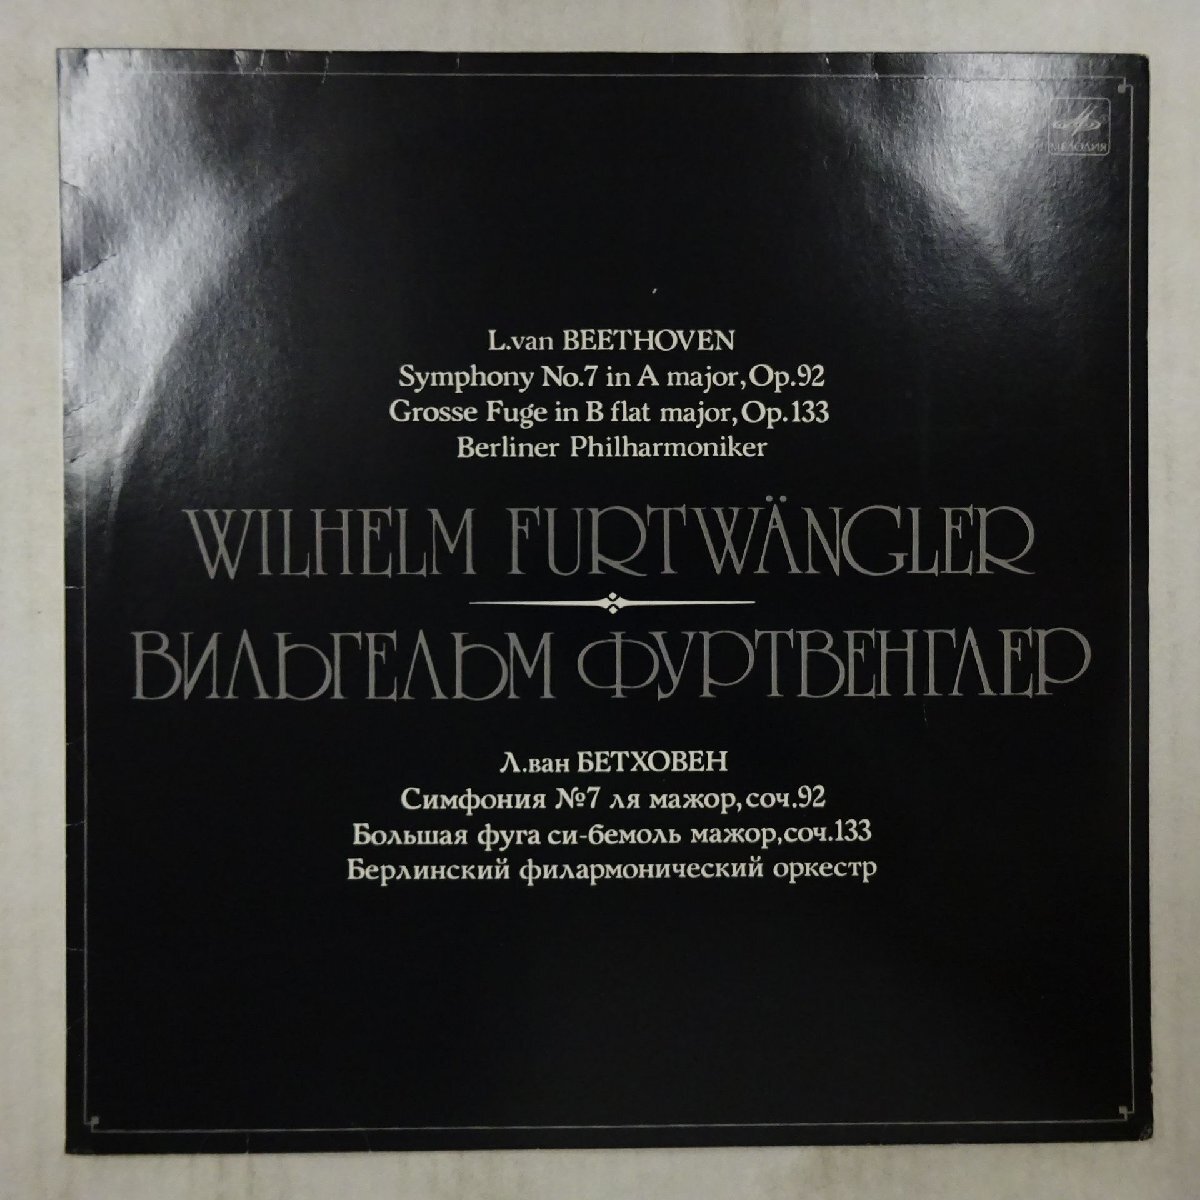 МЕЛОДИЯ
L.van BEETHOVEN
Symphony No.7 in A major,Op.92
Grosse Fuge in B flat major,Op.133
Berliner Philharmoniker
WILHELM FURTWÄNGLER
ВИЛЬГЕЛЬМ ФУРТВЕНГЛЕР
Л.ван БЕТХОВЕН
Симфония №7 ля мажор,соч.92
Большая фуга си-бемоль мажор,соч.133
Берлинский филармонический оркестр